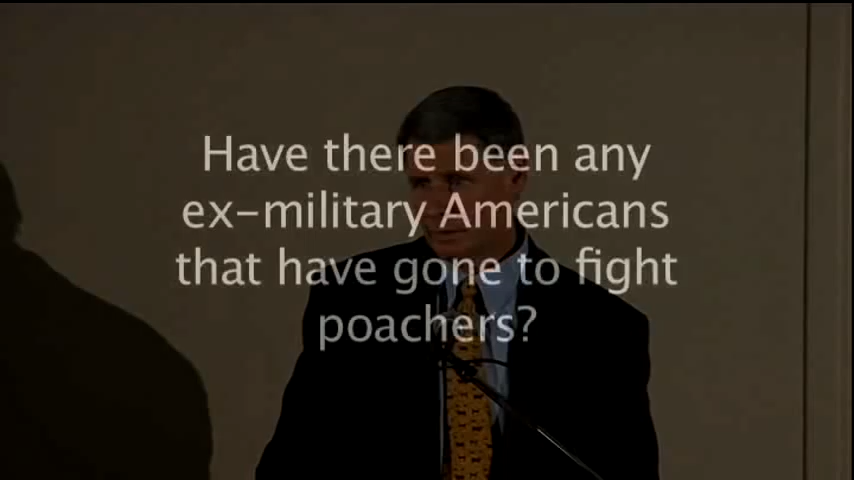 Have there been any
ex-military Americans
that have gone to fight
poachers?